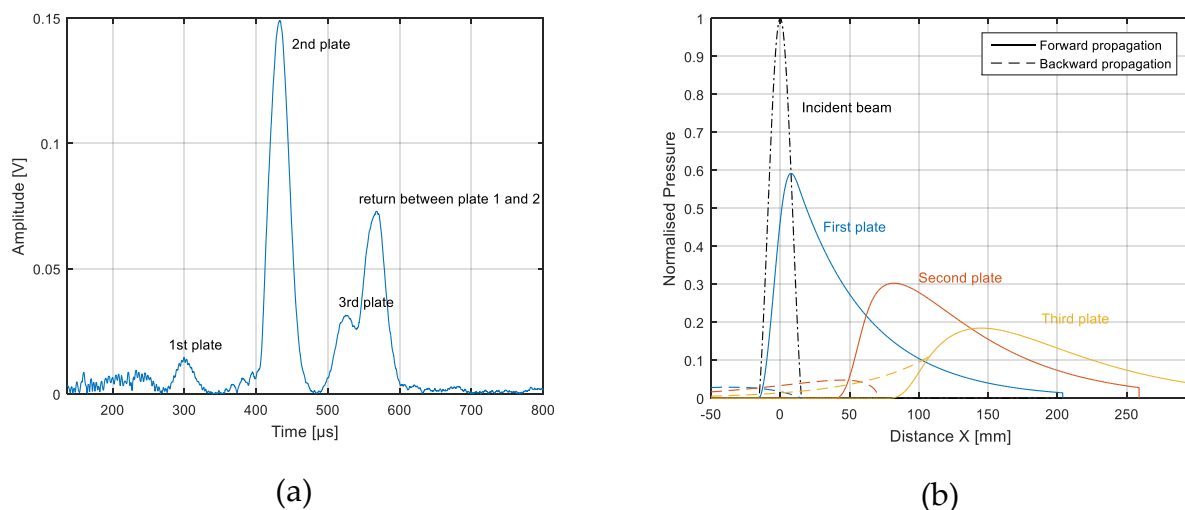 0.15
0.1
0.05
0
Amplitude [V]
2nd plate
return between plate 1 and 2
3rd plate
1st plate
200
300
400
500
600
700
800
Time [µs]
(a)
1
0.9
0.8
0.7
0.6
0.5
0.4
0.3
0.2
0.1
0
Normalised Pressure
Forward propagation
Backward propagation
Incident beam
First plate
Second plate
Third plate
-50
0
50
100
150
200
250
Distance X [mm]
(b)